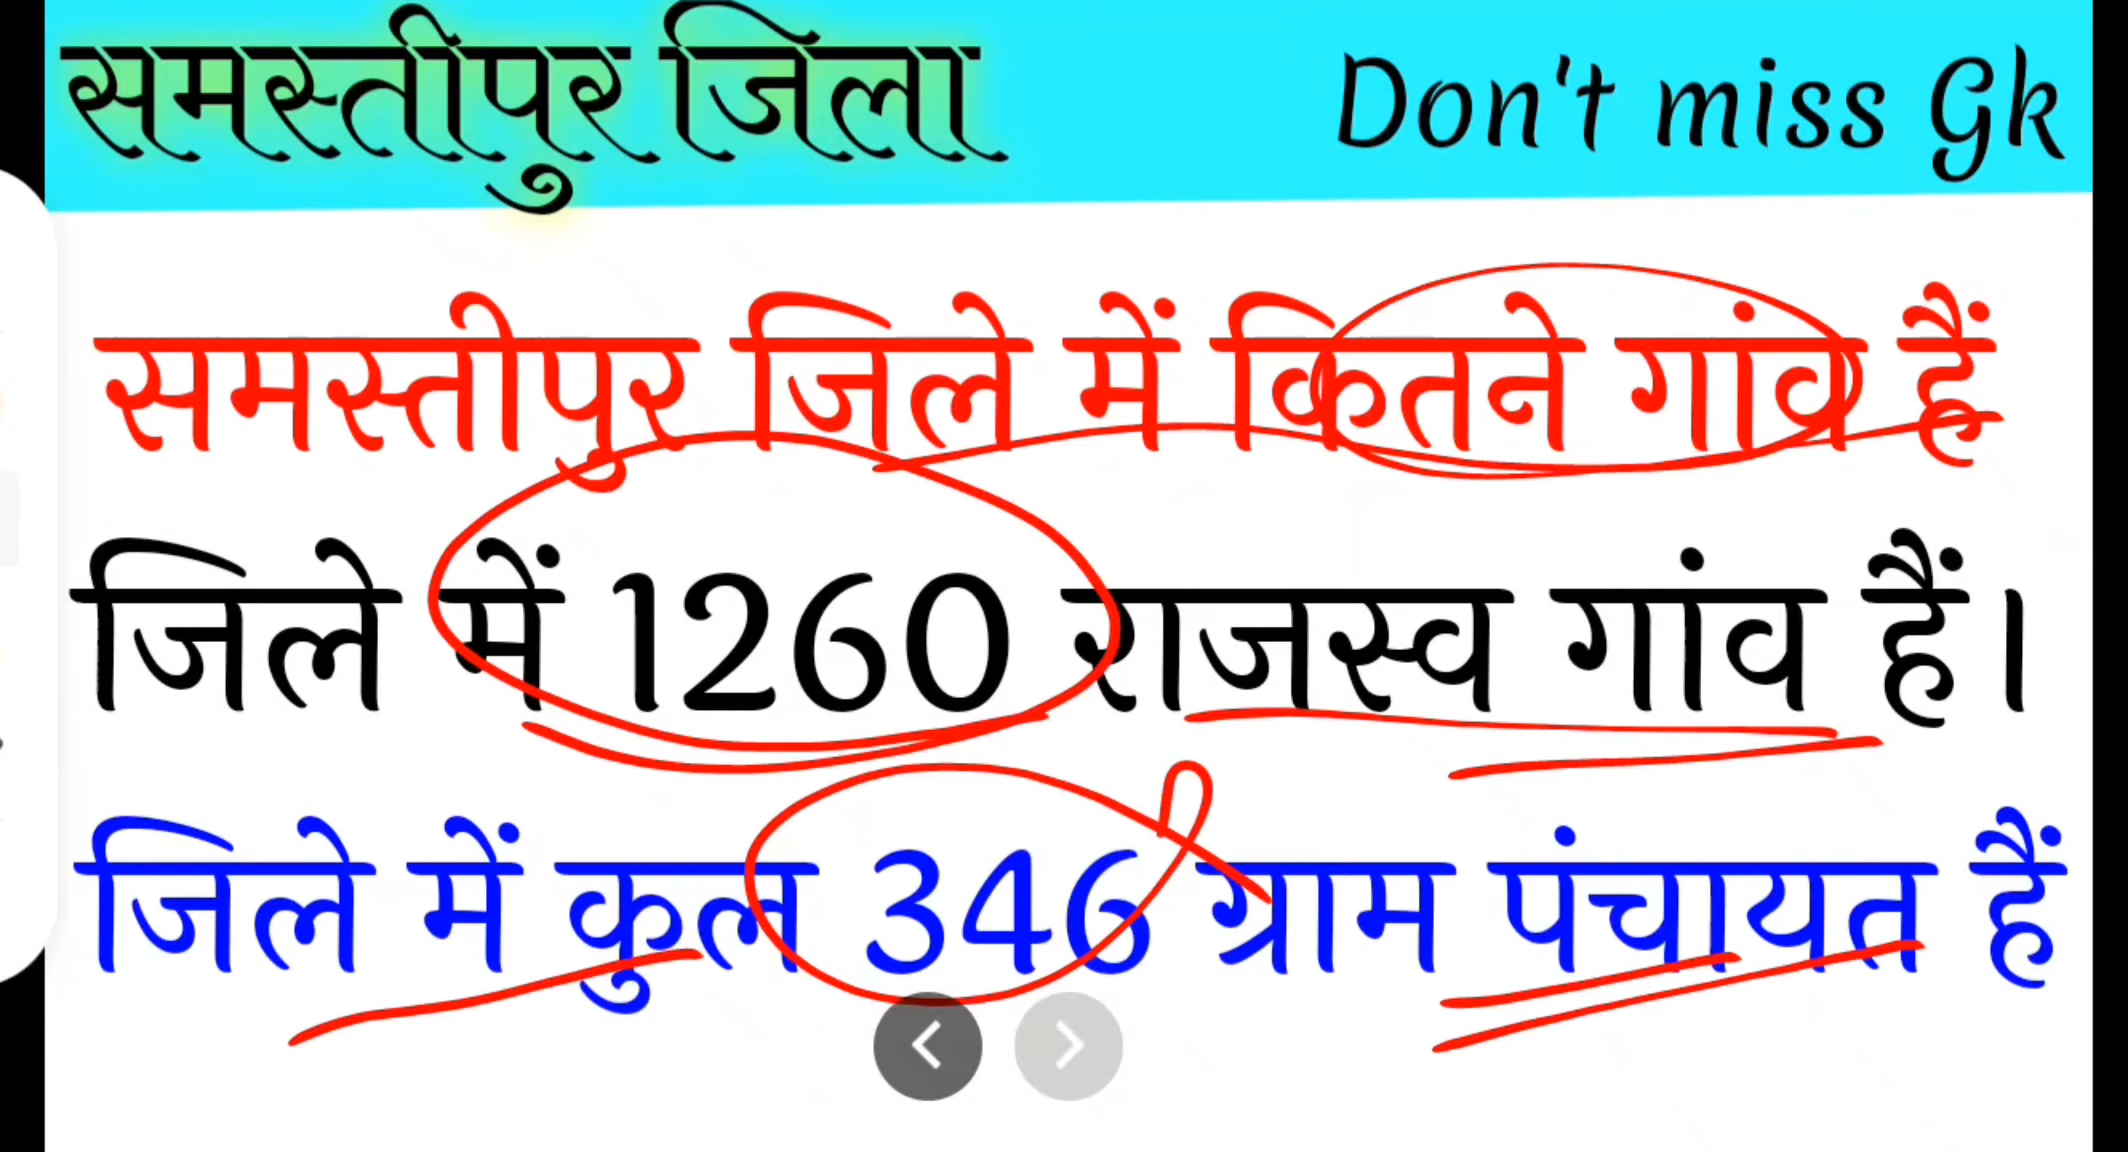 समस्तीपुर जिला Don't miss Gk
समस्तीपुर जिले में कितने गांव हैं
जिले में 1260 राजस्व गांव हैं।
जिले में कुल 346 ग्राम पंचायत हैं